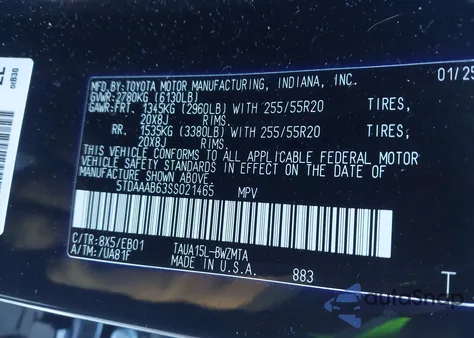 MFD.BY:TOYOTA MOTOR MANUFACTURING, INDIANA, INC. 01/25
GVWR:2780KG (6130LB)
GAWR:FRT. 1345KG (2960LB) WITH 255/55R20 TIRES,
20X8J RIMS,
RR. 1535KG (3380LB) WITH 255/55R20 TIRES,
20X8J RIMS.
THIS VEHICLE CONFORMS TO ALL APPLICABLE FEDERAL MOTOR
VEHICLE SAFETY STANDARDS IN EFFECT ON THE DATE OF
MANUFACTURE SHOWN ABOVE.
5TDAAAB63SS021465 MPV
C/TR:8X5/EB01 TAUA15L-BWZMTA
A/TM:/UA81F MADE IN U.S.A. 883
T
autoSnap